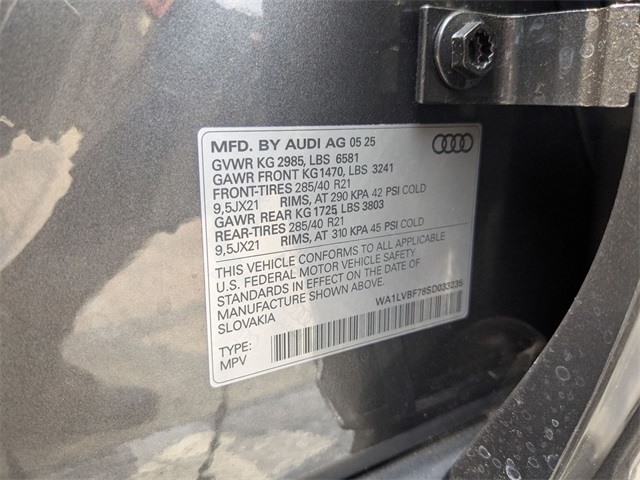 MFD. BY AUDI AG 05 25
GVWR KG 2985, LBS 6581
GAWR FRONT KG1470, LBS 3241
FRONT-TIRES 285/40 R21
9,5JX21 RIMS, AT 290 KPA 42 PSI COLD
GAWR REAR KG 1725, LBS 3803
REAR-TIRES 285/40 R21
9,5JX21 RIMS, AT 310 KPA 45 PSI COLD
THIS VEHICLE CONFORMS TO ALL APPLICABLE
U.S. FEDERAL MOTOR VEHICLE SAFETY
STANDARDS IN EFFECT ON THE DATE OF
MANUFACTURE SHOWN ABOVE.
SLOVAKIA
WA1LVBF78SD033235
TYPE:
MPV